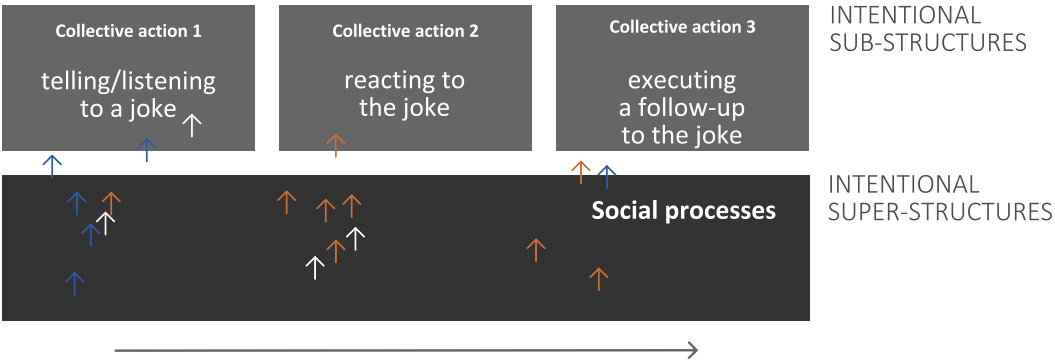 Collective action 1
telling/listening
to a joke
Collective action 2
reacting to
the joke
Collective action 3
executing
a follow-up
to the joke
INTENTIONAL
SUB-STRUCTURES
Social processes
INTENTIONAL
SUPER-STRUCTURES